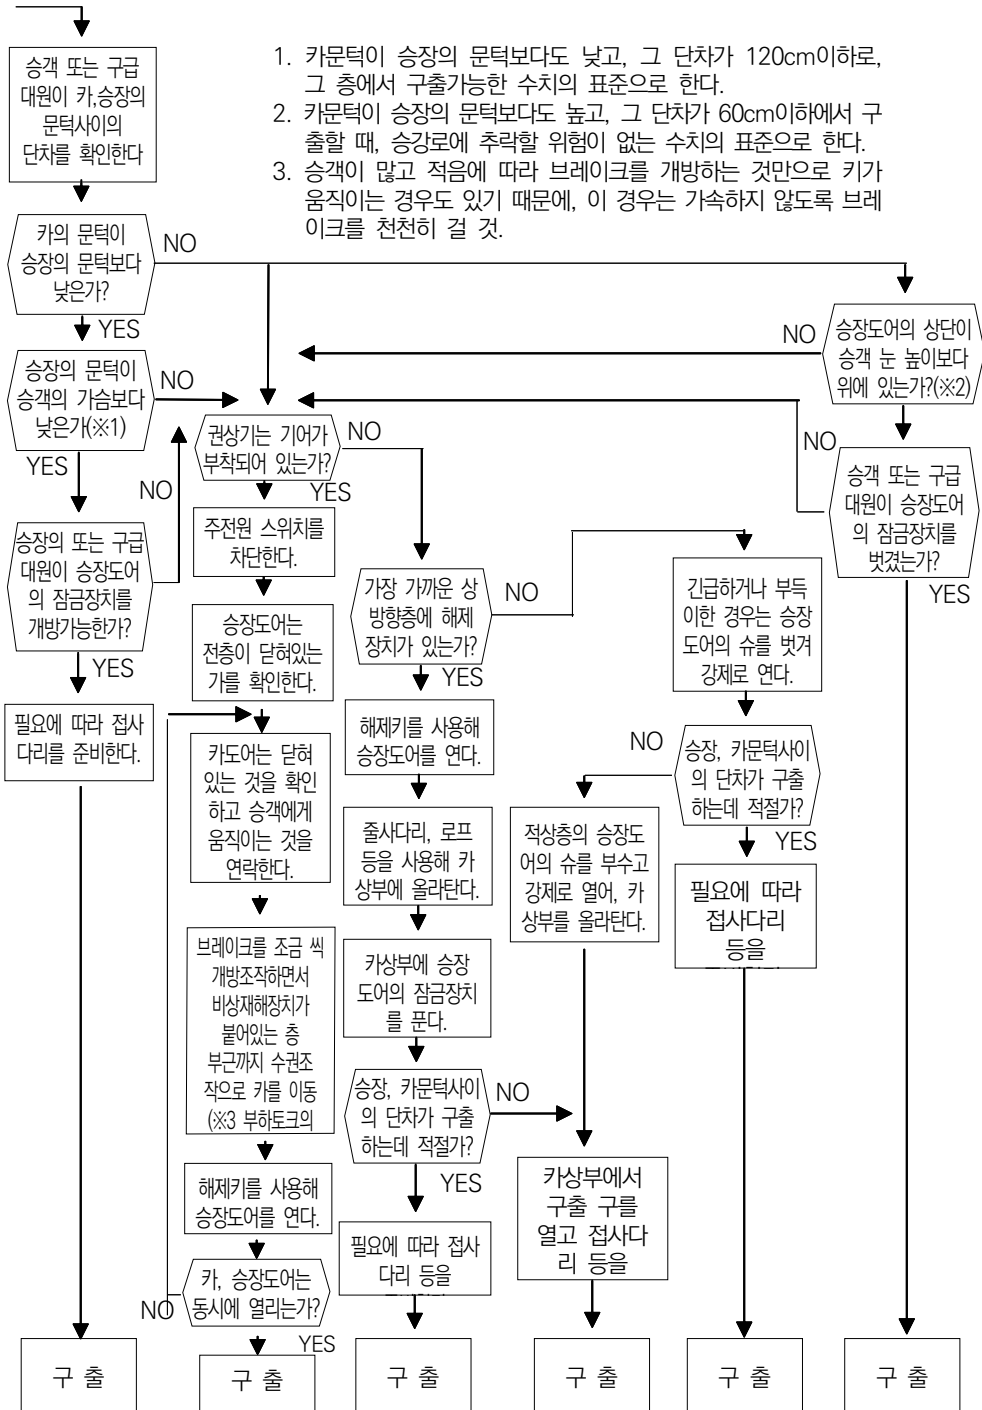 1. 카문턱이 승장의 문턱보다도 낮고, 그 단차가 120cm이하로,
그 층에서 구출가능한 수치의 표준으로 한다.
2. 카문턱이 승장의 문턱보다도 높고, 그 단차가 60cm이하에서 구
출할 때, 승강로에 추락할 위험이 없는 수치의 표준으로 한다.
3. 승객이 많고 적음에 따라 브레이크를 개방하는 것만으로 키가
움직이는 경우도 있기 때문에, 이 경우는 가속하지 않도록 브레
이크를 천천히 걸 것.
승객 또는 구급
대원이 카,승장의
문턱사이의
단차를 확인한다
카의 문턱이
승장의 문턱보다
낮은가?
NO
YES
승장의 문턱이
승객의 가슴보다
낮은가(※1)
NO
YES
승장의 또는 구급
대원이 승장도어
의 잠금장치를
개방가능한가?
NO
YES
필요에 따라 접사
다리를 준비한다.
구 출
권상기는 기어가
부착되어 있는가?
NO
YES
주전원 스위치를
차단한다.
승장도어는
전층이 닫혀있는
가를 확인한다.
카도어는 닫혀
있는 것을 확인
하고 승객에게
움직이는 것을
연락한다.
브레이크를 조금 씩
개방조작하면서
비상재해장치가
붙어있는 층
부근까지 수권조
작으로 카를 이동
(※3 부하토크의
해제키를 사용해
승장도어를 연다.
카, 승장도어는
동시에 열리는가?
NO
YES
구 출
가장 가까운 상
방향층에 해제
장치가 있는가?
NO
YES
해제키를 사용해
승장도어를 연다.
줄사다리, 로프
등을 사용해 카
상부에 올라탄다.
카상부에 승장
도어의 잠금장치
를 푼다.
승장, 카문턱사이
의 단차가 구출
하는데 적절가?
NO
YES
필요에 따라 접사
다리 등을
구 출
적상층의 승장도
어의 슈를 부수고
강제로 열어, 카
상부를 올라탄다.
카상부에서
구출 구를
열고 접사다
리 등을
구 출
긴급하거나 부득
이한 경우는 승장
도어의 슈를 벗겨
강제로 연다.
승장, 카문턱사이
의 단차가 구출
하는데 적절가?
NO
YES
필요에 따라
접사다리
등을
구 출
승장도어의 상단이
승객 눈 높이보다
위에 있는가?(※2)
NO
승객 또는 구급
대원이 승장도어
의 잠금장치를
벗겼는가?
NO
YES
구 출